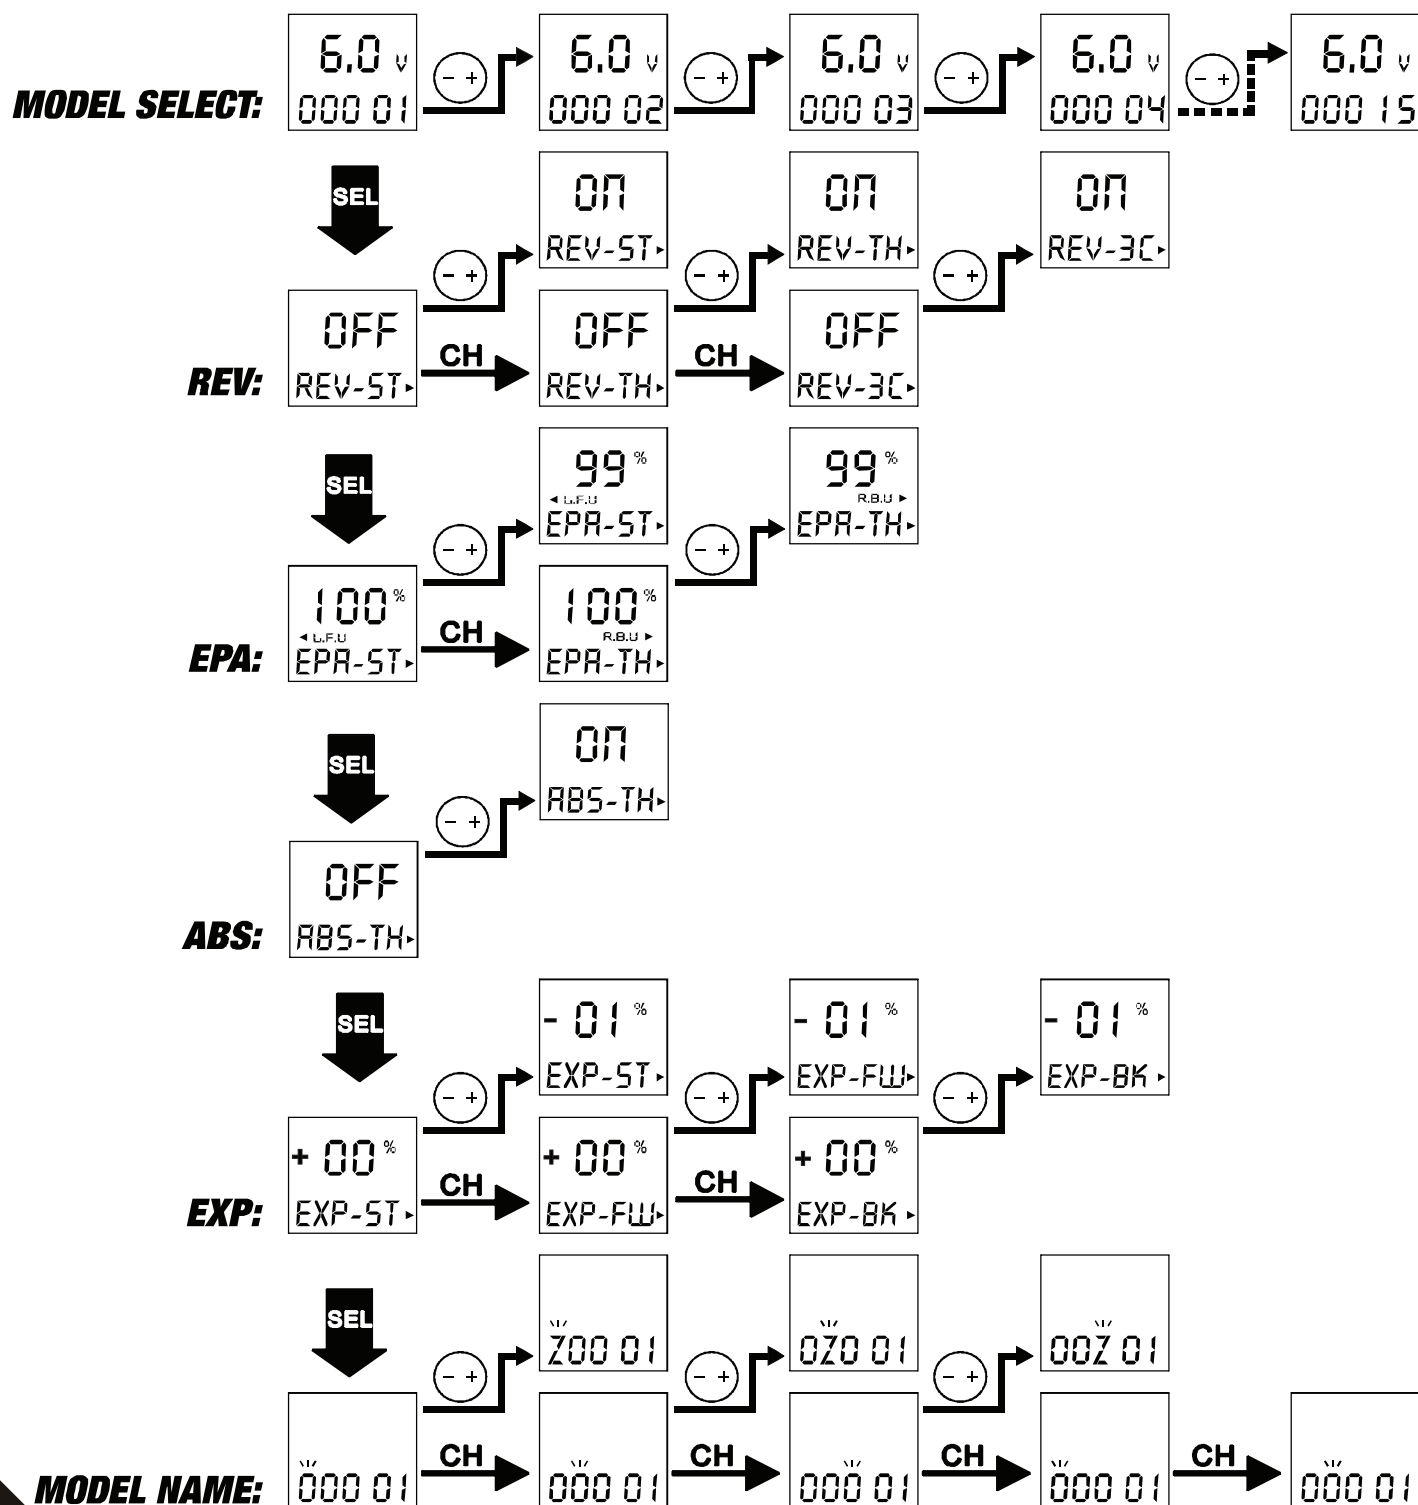 6.0 v 6.0 v 6.0 v 6.0 v 6.0 v
- + - + - + - +
MODEL SELECT: 000 01 000 02 000 03 000 04 000 15
SEL
ON ON ON
REV-ST REV-TH REV-3C
- + - + - +
OFF OFF OFF
CH CH
REV: REV-ST REV-TH REV-3C
SEL
99% 99%
L.F.U R.B.U
EPA-ST EPA-TH
- + - +
100% 100%
L.F.U CH R.B.U
EPA: EPA-ST EPA-TH
SEL
ON
ABS-TH
- +
OFF
ABS: ABS-TH
SEL
- 01% - 01% - 01%
EXP-ST EXP-FW EXP-BK
- + - + - +
+ 00% + 00% + 00%
CH CH
EXP: EXP-ST EXP-FW EXP-BK
SEL
Z00 01 0Z0 01 00Z 01
- + - + - +
CH CH CH CH
MODEL NAME: 000 01 000 01 000 01 000 01 000 01